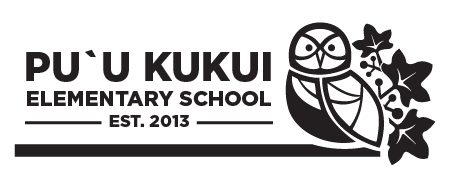 PU`U KUKUI
ELEMENTARY SCHOOL
EST. 2013